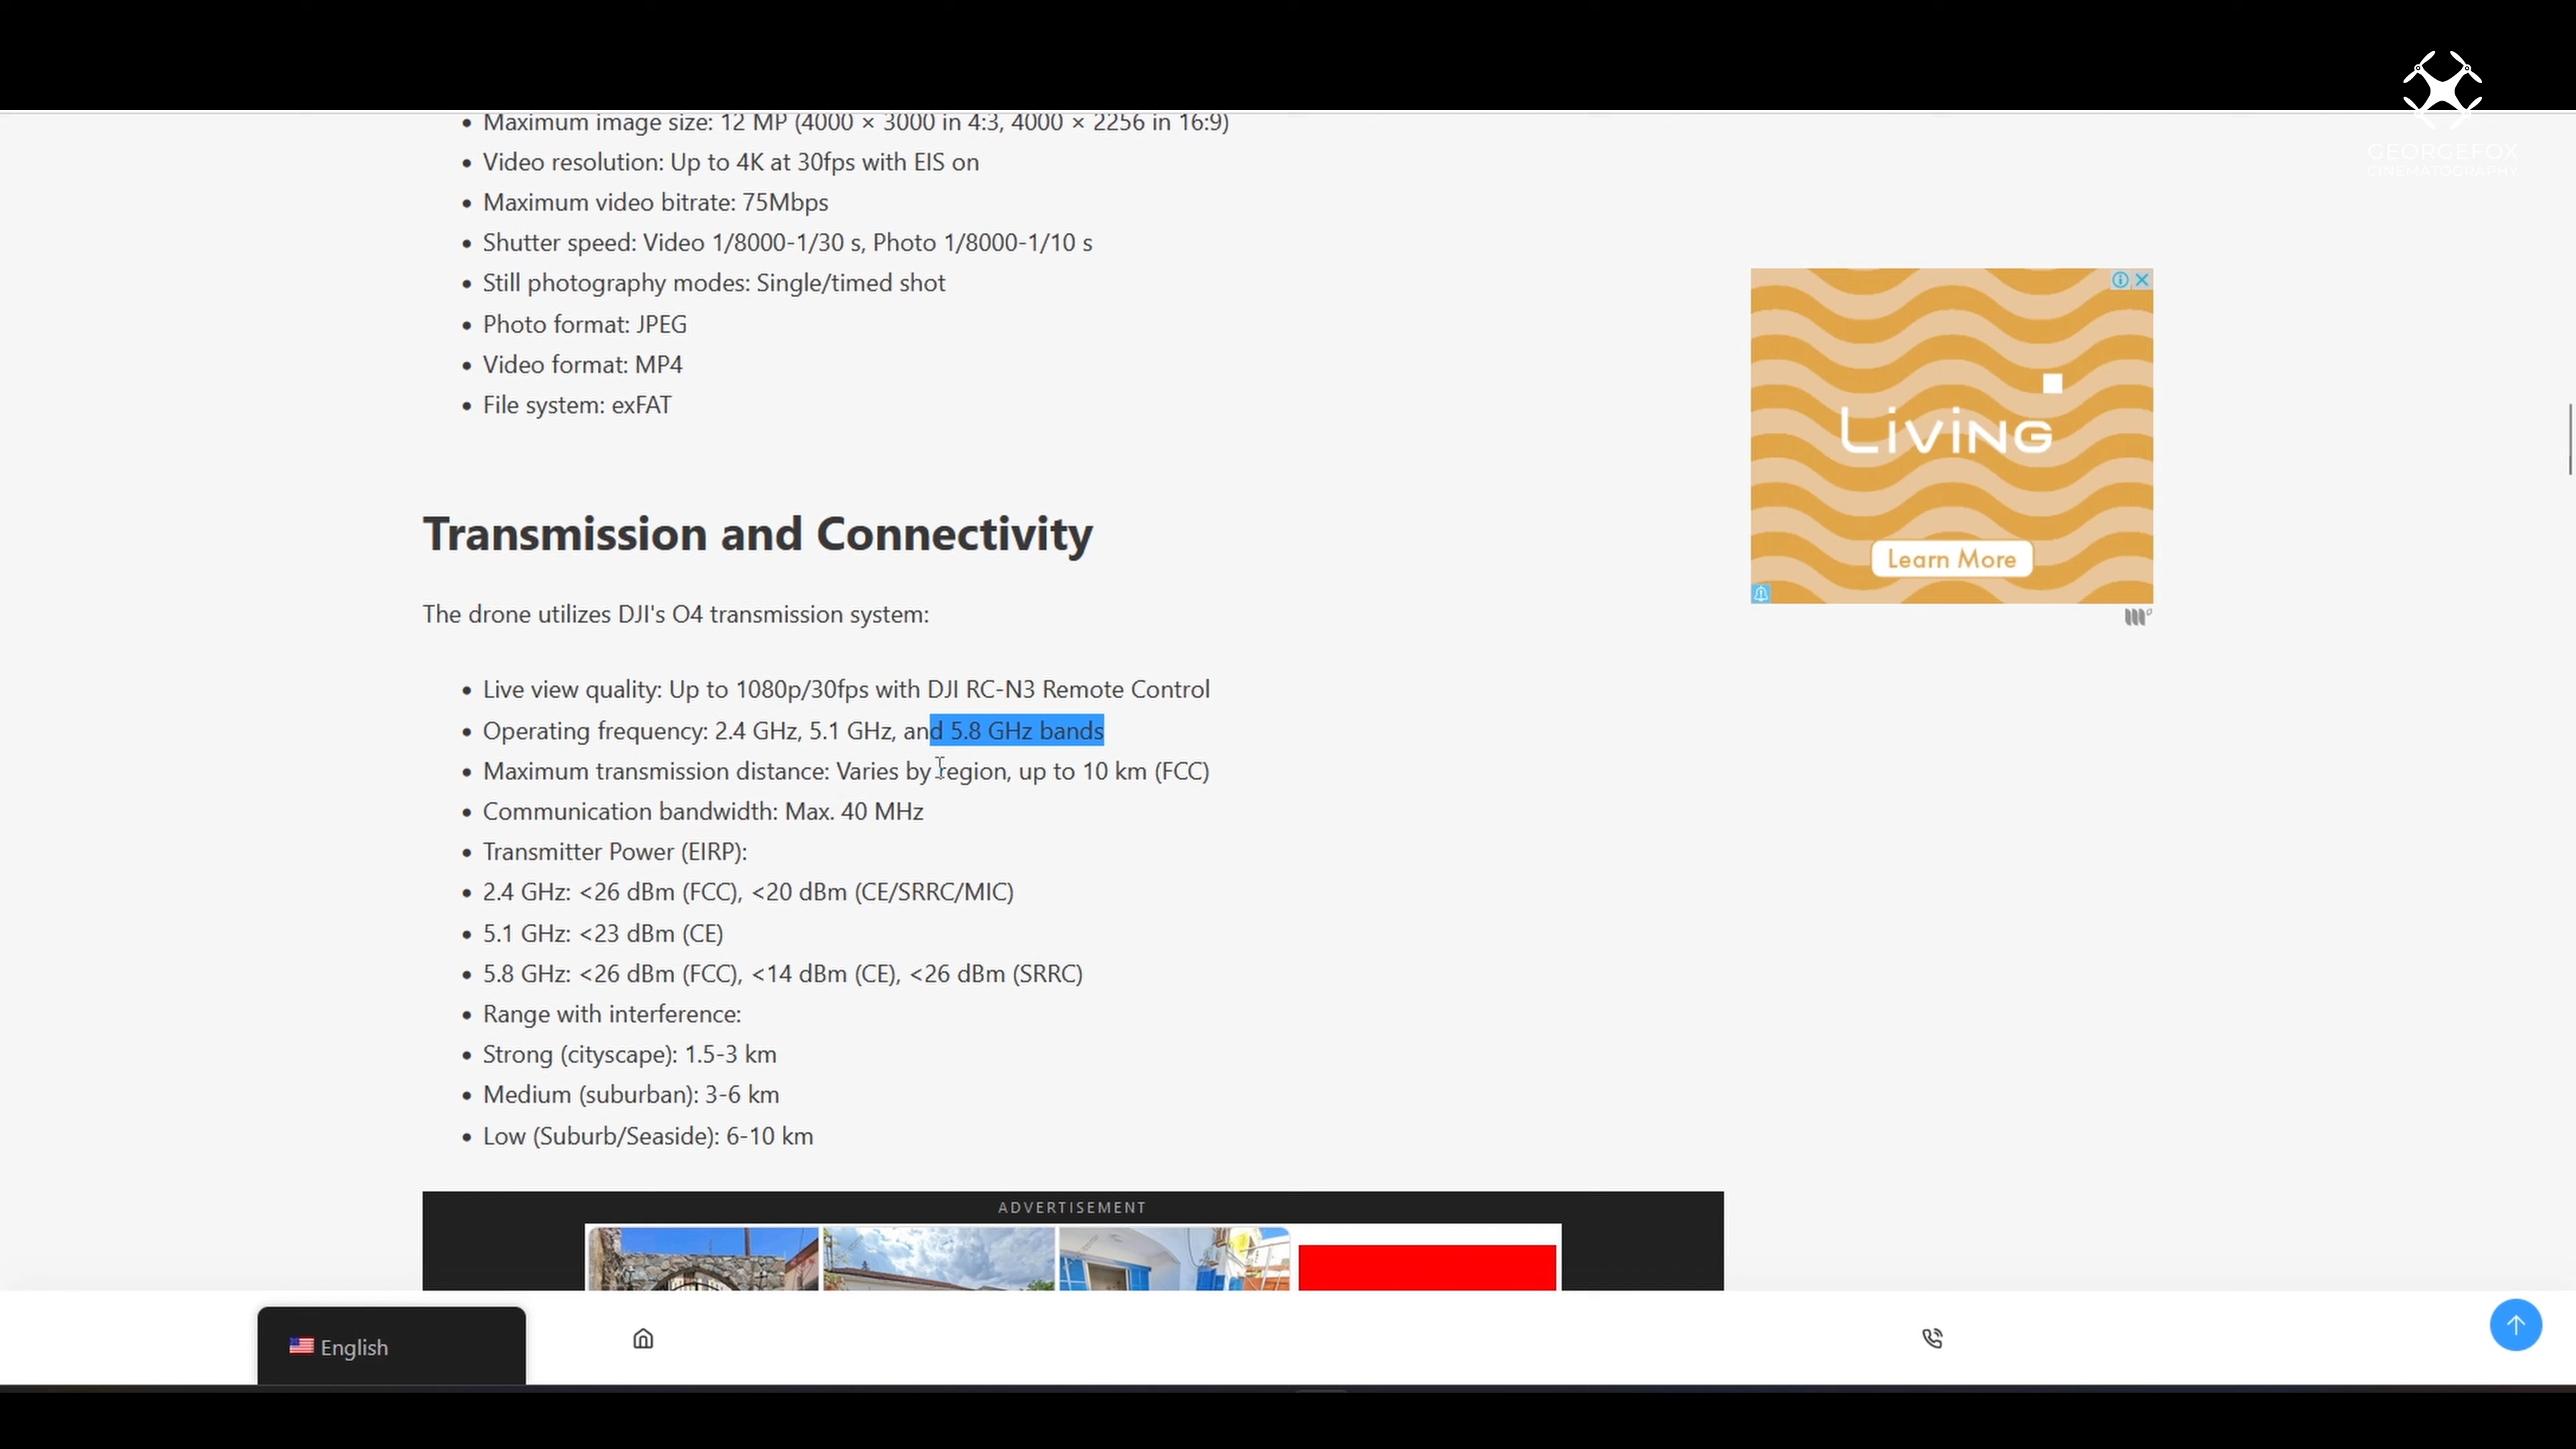 GEORGEFOX
CINEMATOGRAPHY
Maximum image size: 12 MP (4000 × 3000 in 4:3, 4000 × 2256 in 16:9)
Video resolution: Up to 4K at 30fps with EIS on
Maximum video bitrate: 75Mbps
Shutter speed: Video 1/8000-1/30 s, Photo 1/8000-1/10 s
Still photography modes: Single/timed shot
Photo format: JPEG
Video format: MP4
File system: exFAT
LiViNG
Learn More
Transmission and Connectivity
The drone utilizes DJI's O4 transmission system:
Live view quality: Up to 1080p/30fps with DJI RC-N3 Remote Control
Operating frequency: 2.4 GHz, 5.1 GHz, and 5.8 GHz bands
Maximum transmission distance: Varies by region, up to 10 km (FCC)
Communication bandwidth: Max. 40 MHz
Transmitter Power (EIRP):
2.4 GHz: <26 dBm (FCC), <20 dBm (CE/SRRC/MIC)
5.1 GHz: <23 dBm (CE)
5.8 GHz: <26 dBm (FCC), <14 dBm (CE), <26 dBm (SRRC)
Range with interference:
Strong (cityscape): 1.5-3 km
Medium (suburban): 3-6 km
Low (Suburb/Seaside): 6-10 km
ADVERTISEMENT
English